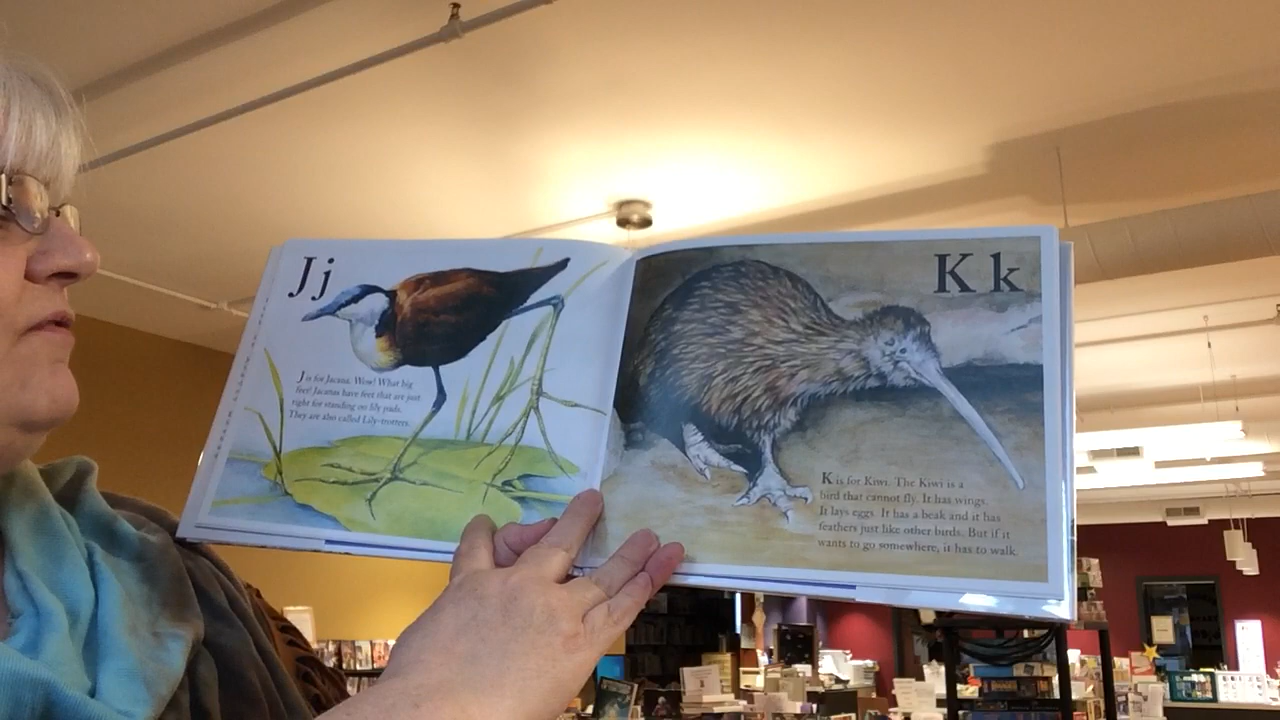 J j
J is for Jacana. Wow! What big
feet! Jacanas have feet that are just
right for standing on lily pads.
They are also called Lily-trotters.
K k
K is for Kiwi. The Kiwi is a
bird that cannot fly. It has wings.
It lays eggs. It has a beak and it has
feathers just like other birds. But if it
wants to go somewhere, it has to walk.